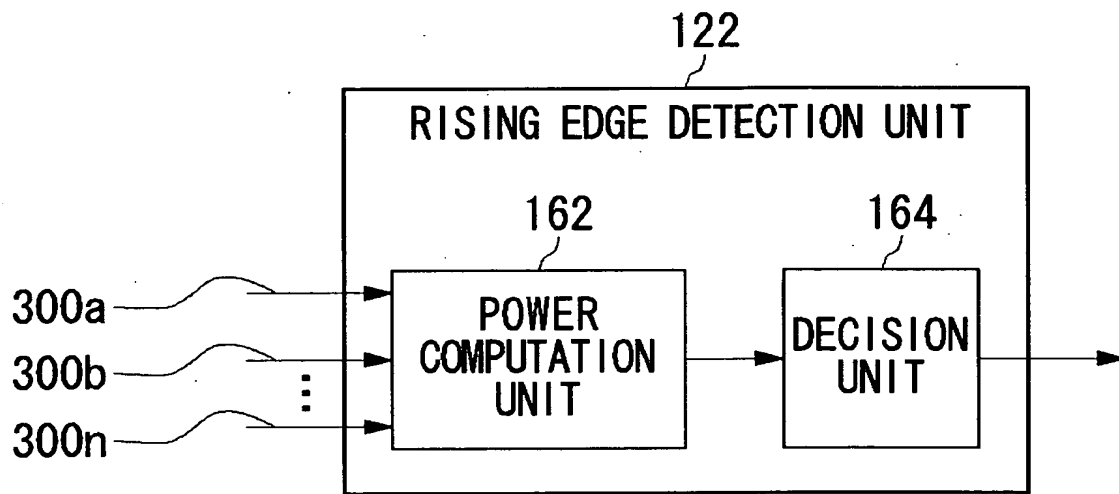 122
RISING EDGE DETECTION UNIT
162
164
300a
300b
300n
POWER
COMPUTATION
UNIT
DECISION
UNIT